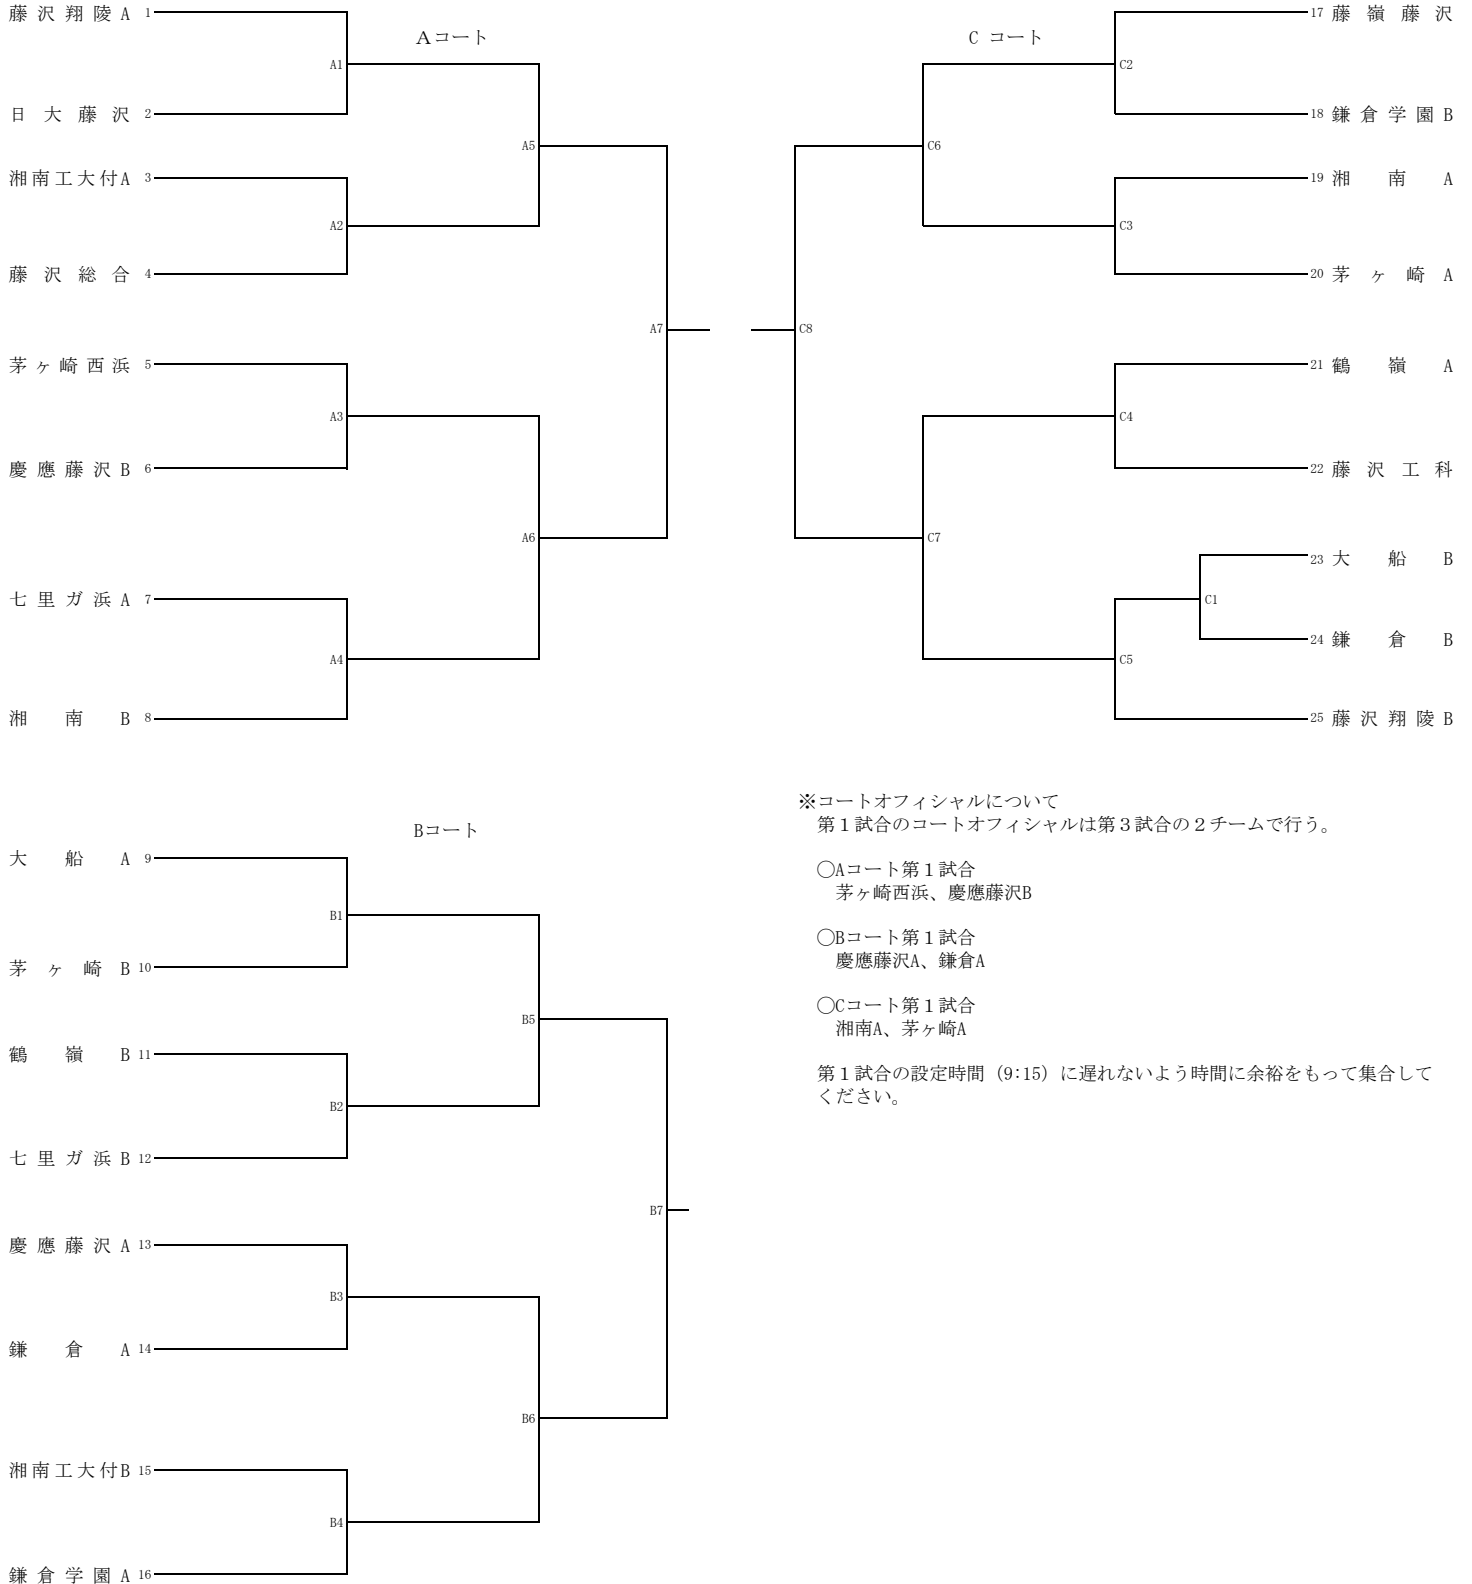 Aコート
藤沢翔陵A 1
A1
日大藤沢 2
A5
湘南工大付A 3
A2
藤沢総合 4
A7
茅ヶ崎西浜 5
A3
慶應藤沢B 6
A6
七里ガ浜A 7
A4
湘南B 8
C コート
17 藤嶺藤沢
C2
18 鎌倉学園B
C6
19 湘南A
C3
20 茅ヶ崎A
C8
21 鶴嶺A
C4
22 藤沢工科
C7
23 大船B
C1
24 鎌倉B
C5
25 藤沢翔陵B
Bコート
大船A 9
B1
茅ヶ崎B 10
B5
鶴嶺B 11
B2
七里ガ浜B 12
B7
慶應藤沢A 13
B3
鎌倉A 14
B6
湘南工大付B 15
B4
鎌倉学園A 16
※コートオフィシャルについて
第１試合のコートオフィシャルは第３試合の２チームで行う。
○Aコート第１試合
茅ヶ崎西浜、慶應藤沢B
○Bコート第１試合
慶應藤沢A、鎌倉A
○Cコート第１試合
湘南A、茅ヶ崎A
第１試合の設定時間（9:15）に遅れないよう時間に余裕をもって集合して
ください。